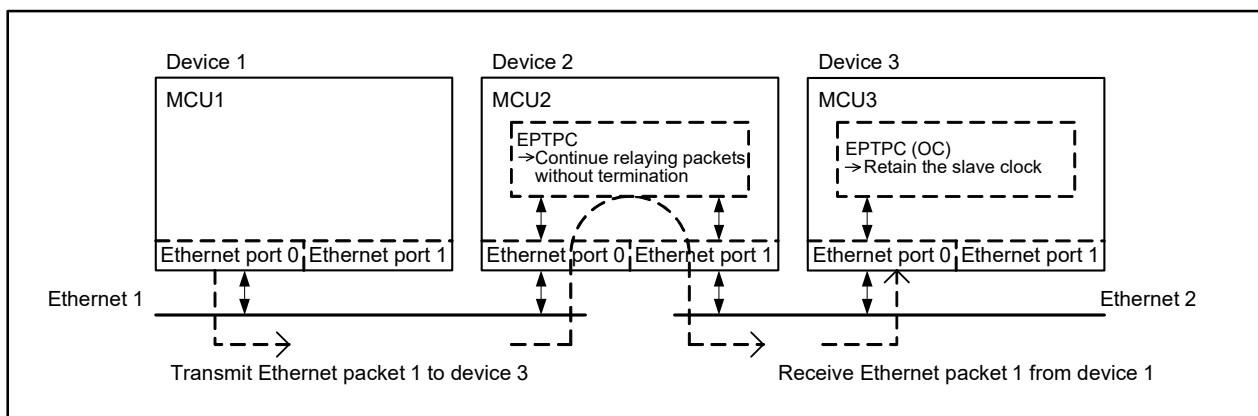 Device 1
Device 2
Device 3
MCU1
MCU2
MCU3
EPTPC
→Continue relaying packets
without termination
EPTPC (OC)
→ Retain the slave clock
Ethernet port 0
Ethernet port 1
Ethernet port 0
Ethernet port 1
Ethernet port 0
Ethernet port 1
Ethernet 1
Ethernet 2
Transmit Ethernet packet 1 to device 3
Receive Ethernet packet 1 from device 1